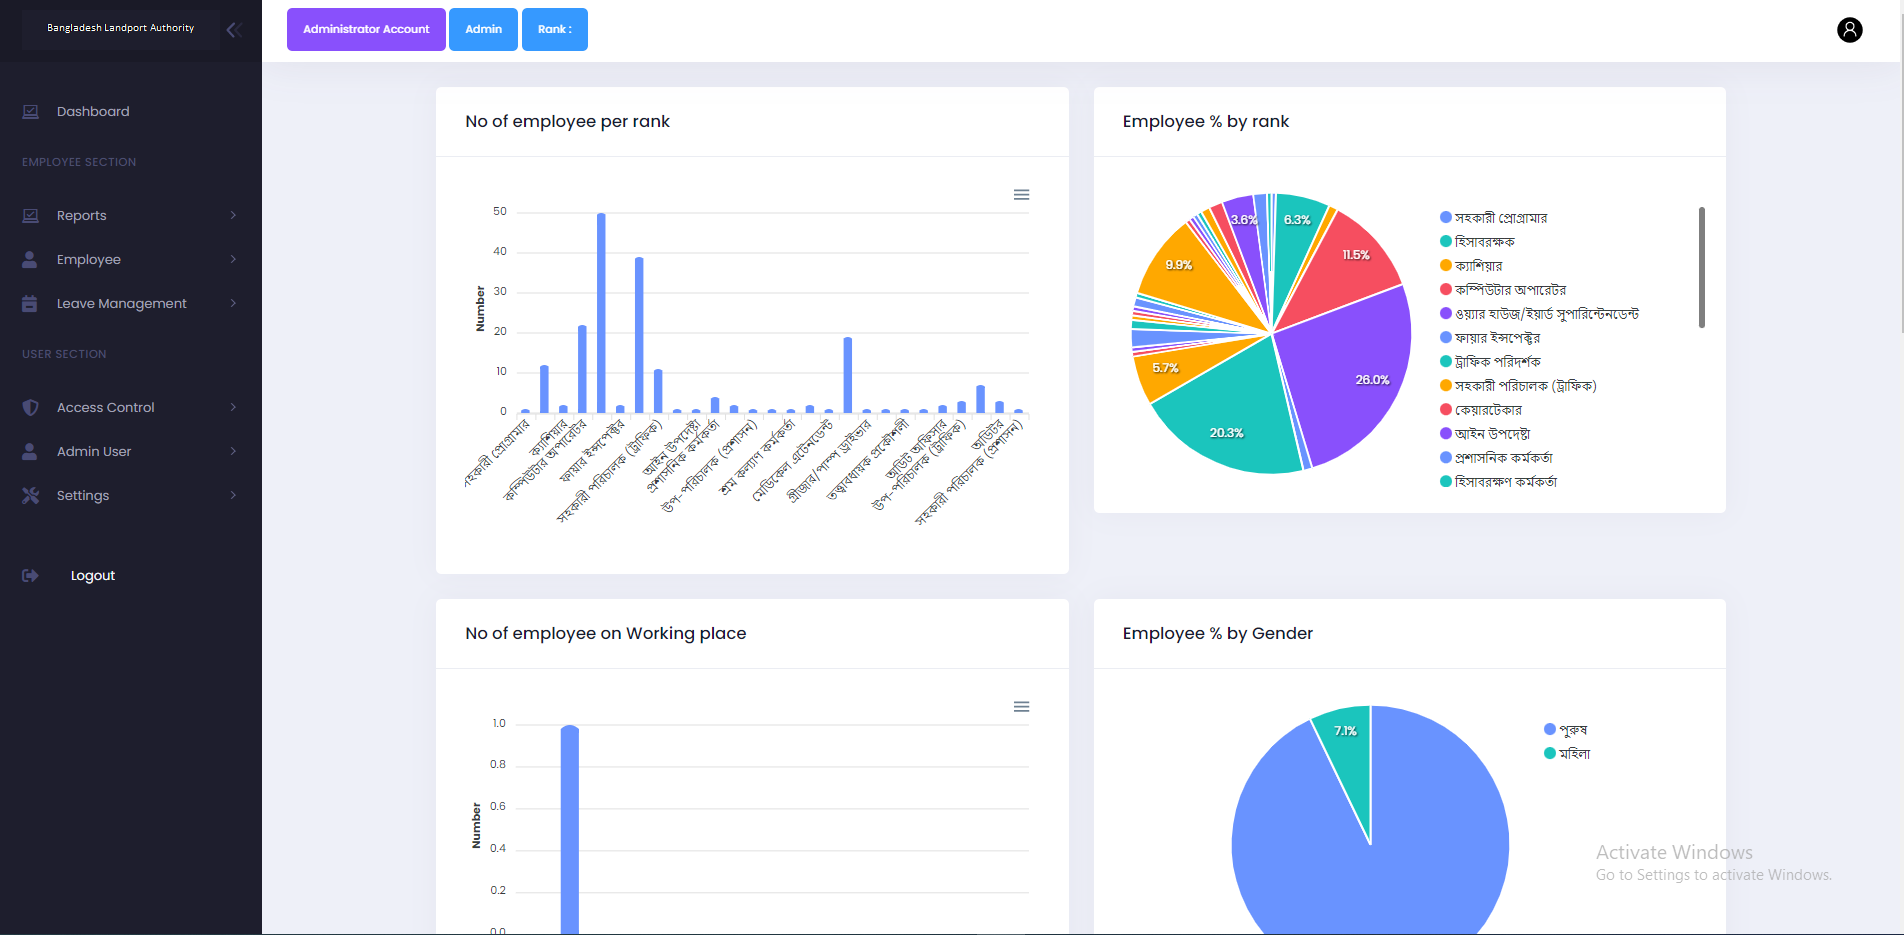 Bangladesh Landport Authority
Administrator Account
Admin
Rank :
Dashboard
EMPLOYEE SECTION
Reports
Employee
Leave Management
USER SECTION
Access Control
Admin User
Settings
Logout
No of employee per rank
50
40
30
20
10
0
Number
সহকারী প্রোগ্রামার
ক্যাশিয়ার
কম্পিউটার অপারেটর
ফায়ার ইন্সপেক্টর
সহকারী পরিচালক (ট্রাফিক)
আইন উপদেষ্টা
প্রশাসনিক কর্মকর্তা
উপ-পরিচালক (প্রশাসন)
শ্রম কল্যাণ কর্মকর্তা
মেডিকেল এটেনডেন্ট
গ্রীজার/পাম্প ড্রাইভার
তত্ত্বাবধায়ক প্রকৌশলী
অডিট অফিসার
উপ-পরিচালক (ট্রাফিক)
অডিটর
সহকারী পরিচালক (প্রশাসন)
Employee % by rank
3.6%
6.3%
11.5%
26.0%
20.3%
5.7%
9.9%
সহকারী প্রোগ্রামার
হিসাবরক্ষক
ক্যাশিয়ার
কম্পিউটার অপারেটর
ওয়্যার হাউজ/ইয়ার্ড সুপারিন্টেনডেন্ট
ফায়ার ইন্সপেক্টর
ট্রাফিক পরিদর্শক
সহকারী পরিচালক (ট্রাফিক)
কেয়ারটেকার
আইন উপদেষ্টা
প্রশাসনিক কর্মকর্তা
হিসাবরক্ষণ কর্মকর্তা
No of employee on Working place
1.0
0.8
0.6
0.4
0.2
0.0
Number
Employee % by Gender
7.1%
পুরুষ
মহিলা
Activate Windows
Go to Settings to activate Windows.